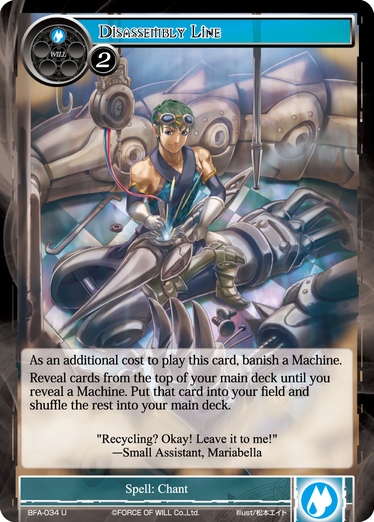 Disassembly Line
WILL
2
As an additional cost to play this card, banish a Machine.
Reveal cards from the top of your main deck until you
reveal a Machine. Put that card into your field and
shuffle the rest into your main deck.
"Recycling? Okay! Leave it to me!"
—Small Assistant, Mariabella
Spell: Chant
BFA-034 U
©FORCE OF WILL Co.,Ltd.
Illust/松本エイト